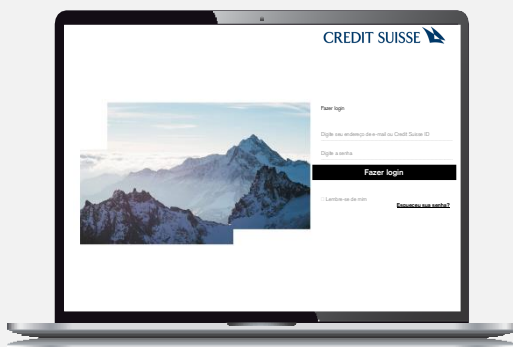 CREDIT SUISSE
Fazer login
Digite seu endereço de e-mail ou Credit Suisse ID
Digite a senha
Fazer login
Lembre-se de mim
Esqueceu sua senha?